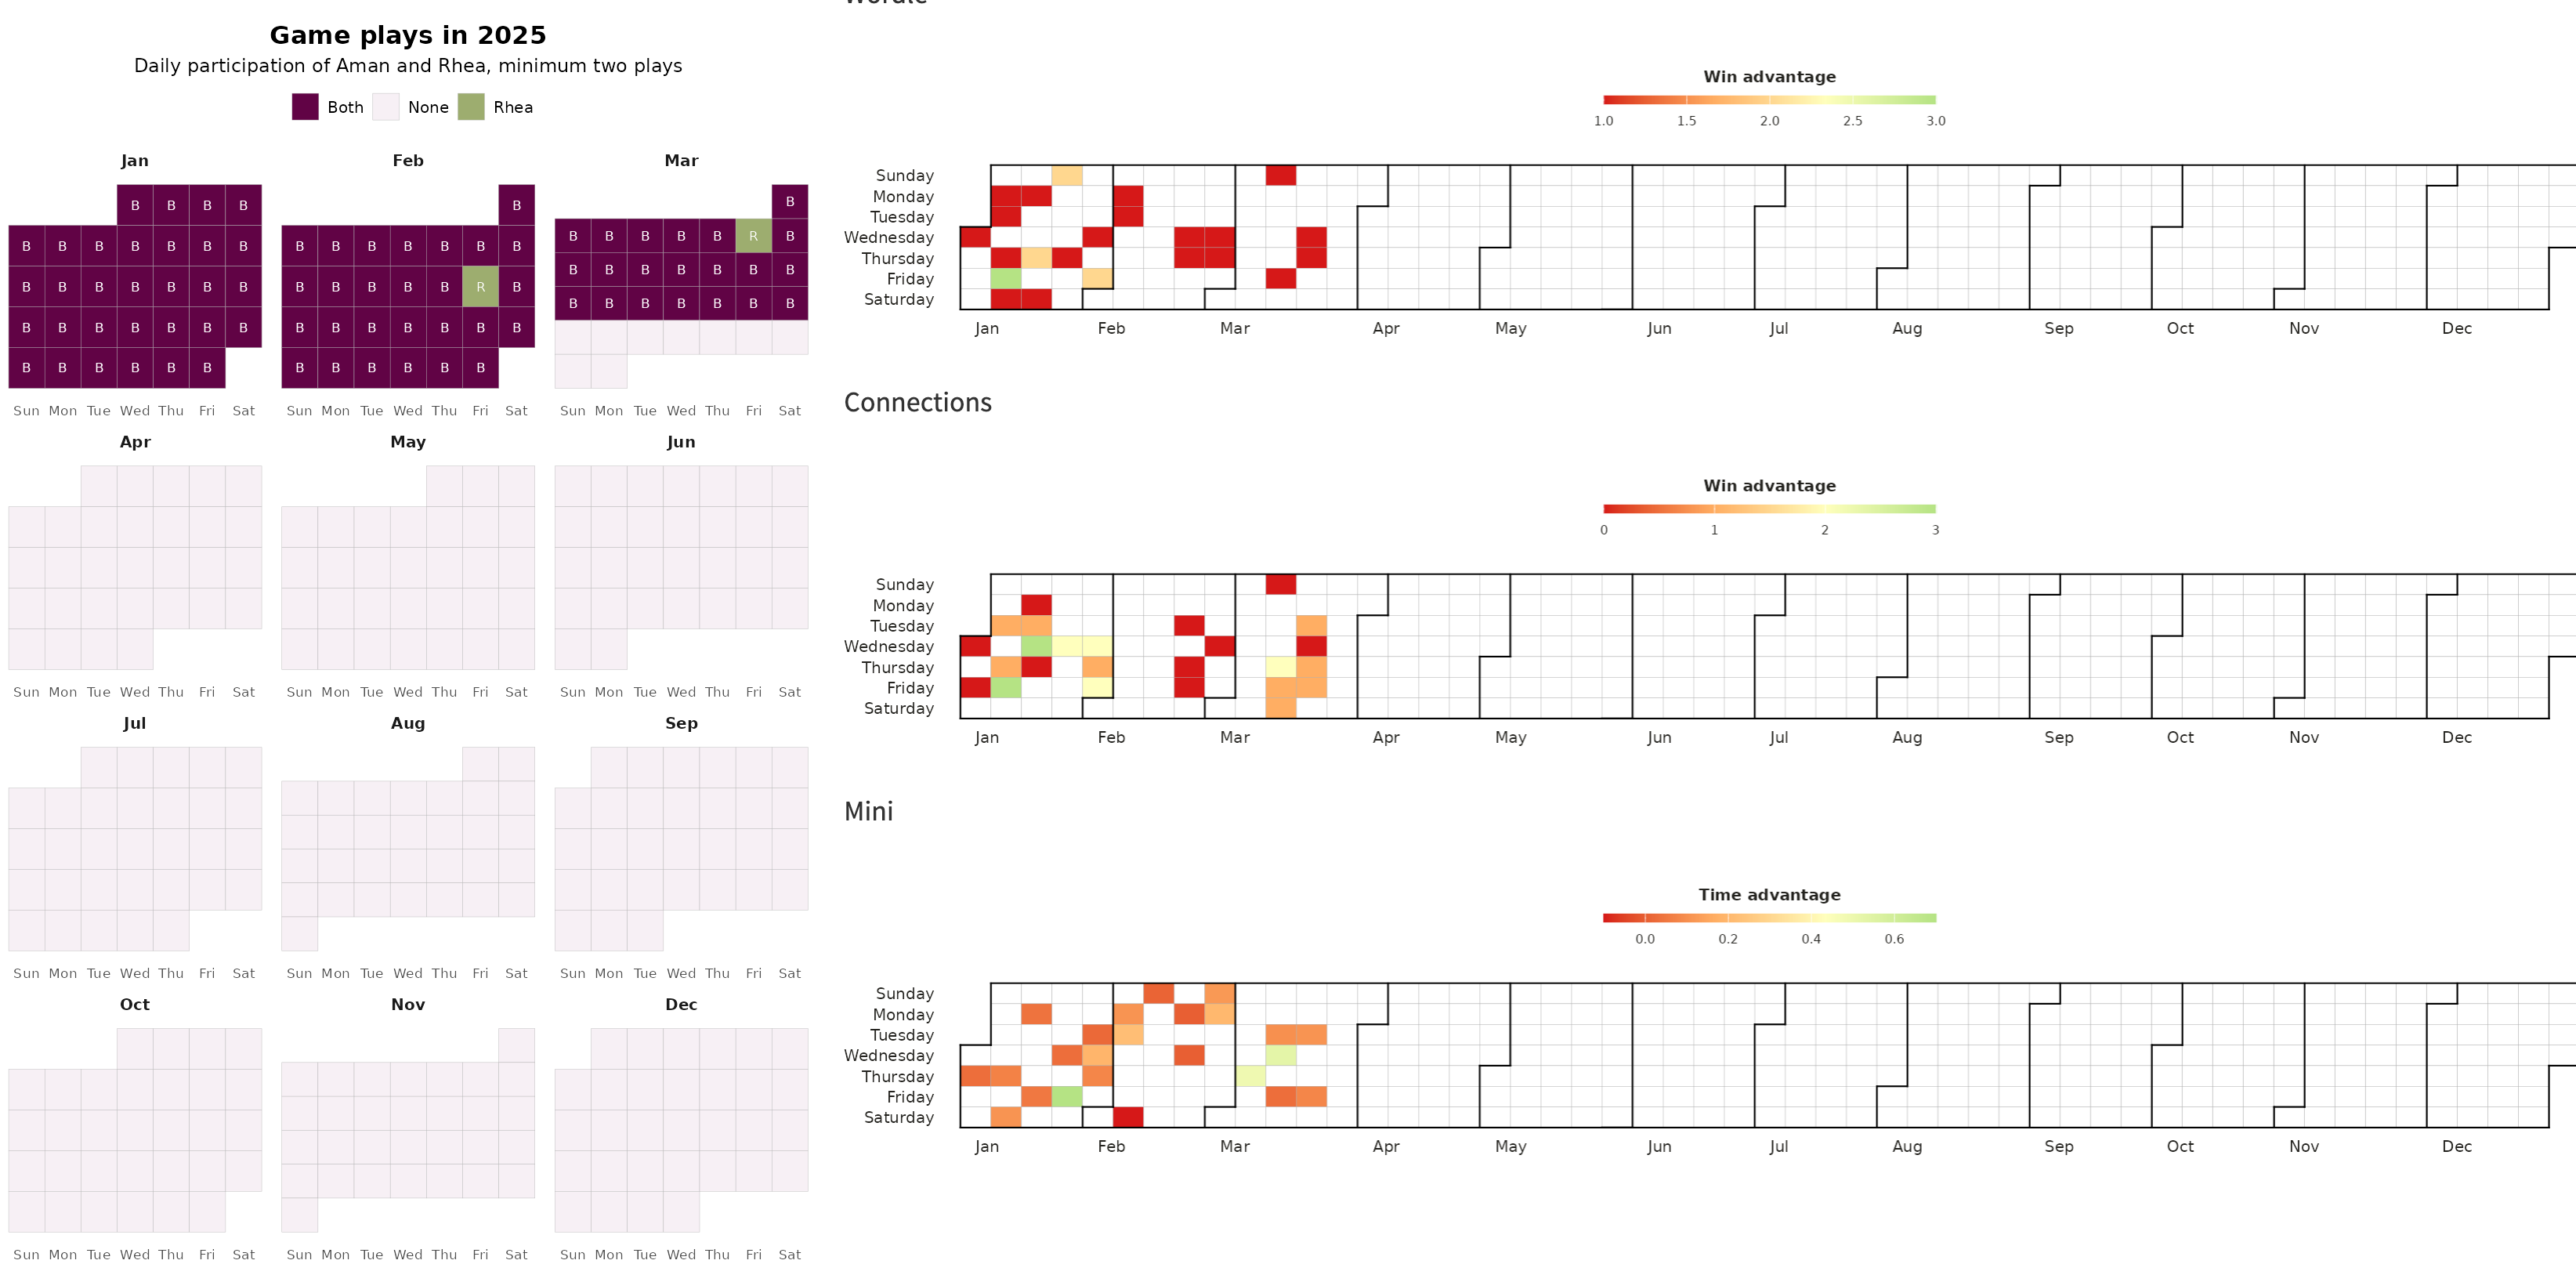 Game plays in 2025
Daily participation of Aman and Rhea, minimum two plays
Both None Rhea
Jan Feb Mar
B B B B B B
B B B B B B B B B B B B B B B B B B B R B
B B B B B B B B B B B B R B B B B B B B B
B B B B B B B B B B B B B B B B B B B B B
B B B B B B B B B B B B
Sun Mon Tue Wed Thu Fri Sat Sun Mon Tue Wed Thu Fri Sat Sun Mon Tue Wed Thu Fri Sat
Apr May Jun
Sun Mon Tue Wed Thu Fri Sat Sun Mon Tue Wed Thu Fri Sat Sun Mon Tue Wed Thu Fri Sat
Jul Aug Sep
Sun Mon Tue Wed Thu Fri Sat Sun Mon Tue Wed Thu Fri Sat Sun Mon Tue Wed Thu Fri Sat
Oct Nov Dec
Sun Mon Tue Wed Thu Fri Sat Sun Mon Tue Wed Thu Fri Sat Sun Mon Tue Wed Thu Fri Sat
Wordle
Win advantage
1.0 1.5 2.0 2.5 3.0
Sunday
Monday
Tuesday
Wednesday
Thursday
Friday
Saturday
Jan Feb Mar Apr May Jun Jul Aug Sep Oct Nov Dec
Connections
Win advantage
0 1 2 3
Sunday
Monday
Tuesday
Wednesday
Thursday
Friday
Saturday
Jan Feb Mar Apr May Jun Jul Aug Sep Oct Nov Dec
Mini
Time advantage
0.0 0.2 0.4 0.6
Sunday
Monday
Tuesday
Wednesday
Thursday
Friday
Saturday
Jan Feb Mar Apr May Jun Jul Aug Sep Oct Nov Dec